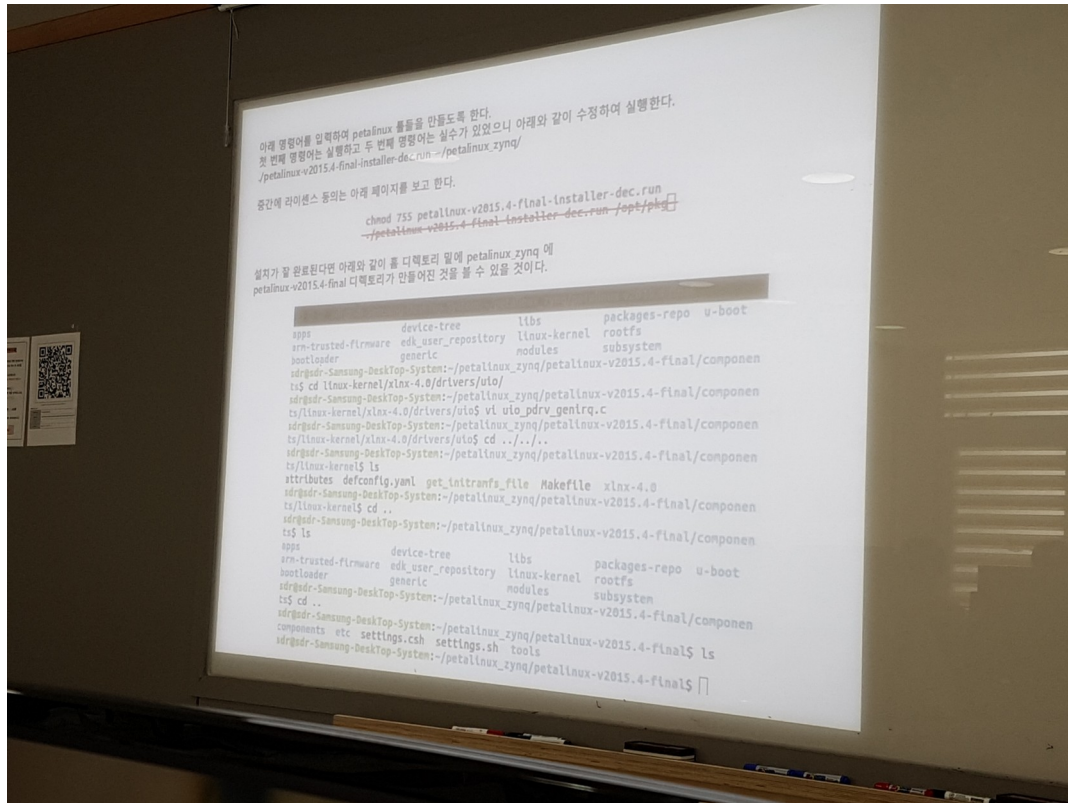 아래 명령어를 입력하여 petalinux 툴들을 만들도록 한다.
첫 번째 명령어는 실행하고 두 번째 명령어는 실수가 있었으니 아래와 같이 수정하여 실행한다.
./petalinux-v2015.4-final-installer-dec.run ~/petalinux_zynq/
중간에 라이센스 동의는 아래 페이지를 보고 한다.
chmod 755 petalinux-v2015.4-final-installer-dec.run
./petalinux-v2015.4-final-installer-dec.run /opt/pkg
설치가 잘 완료된다면 아래와 같이 홈 디렉토리 밑에 petalinux_zynq 에
petalinux-v2015.4-final 디렉토리가 만들어진 것을 볼 수 있을 것이다.
apps device-tree libs packages-repo u-boot
arm-trusted-firmware edk_user_repository linux-kernel rootfs
bootloader generic modules subsystem
sdr@sdr-Samsung-DeskTop-System:~/petalinux_zynq/petalinux-v2015.4-final/componen
ts$ cd linux-kernel/xlnx-4.0/drivers/uio/
sdr@sdr-Samsung-DeskTop-System:~/petalinux_zynq/petalinux-v2015.4-final/componen
ts/linux-kernel/xlnx-4.0/drivers/uio$ vi uio_pdrv_genirq.c
sdr@sdr-Samsung-DeskTop-System:~/petalinux_zynq/petalinux-v2015.4-final/componen
ts/linux-kernel/xlnx-4.0/drivers/uio$ cd ../../..
sdr@sdr-Samsung-DeskTop-System:~/petalinux_zynq/petalinux-v2015.4-final/componen
ts/linux-kernel$ ls
attributes defconfig.yaml get_initramfs_file Makefile xlnx-4.0
sdr@sdr-Samsung-DeskTop-System:~/petalinux_zynq/petalinux-v2015.4-final/componen
ts/linux-kernel$ cd ..
sdr@sdr-Samsung-DeskTop-System:~/petalinux_zynq/petalinux-v2015.4-final/componen
ts$ ls
apps device-tree libs packages-repo u-boot
arm-trusted-firmware edk_user_repository linux-kernel rootfs
bootloader generic modules subsystem
sdr@sdr-Samsung-DeskTop-System:~/petalinux_zynq/petalinux-v2015.4-final/componen
ts$ cd ..
sdr@sdr-Samsung-DeskTop-System:~/petalinux_zynq/petalinux-v2015.4-final$ ls
components etc settings.csh settings.sh tools
sdr@sdr-Samsung-DeskTop-System:~/petalinux_zynq/petalinux-v2015.4-final$